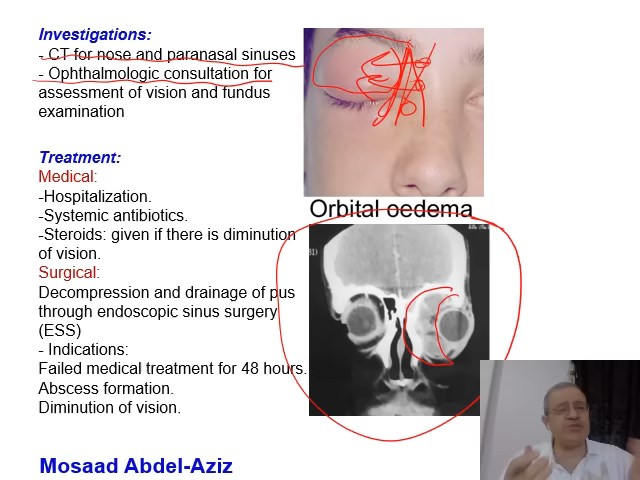 Investigations:
- CT for nose and paranasal sinuses
- Ophthalmologic consultation for
assessment of vision and fundus
examination
Treatment:
Medical:
-Hospitalization.
-Systemic antibiotics.
-Steroids: given if there is diminution
of vision.
Surgical:
Decompression and drainage of pus
through endoscopic sinus surgery
(ESS)
- Indications:
Failed medical treatment for 48 hours.
Abscess formation.
Diminution of vision.
Orbital oedema
Mosaad Abdel-Aziz